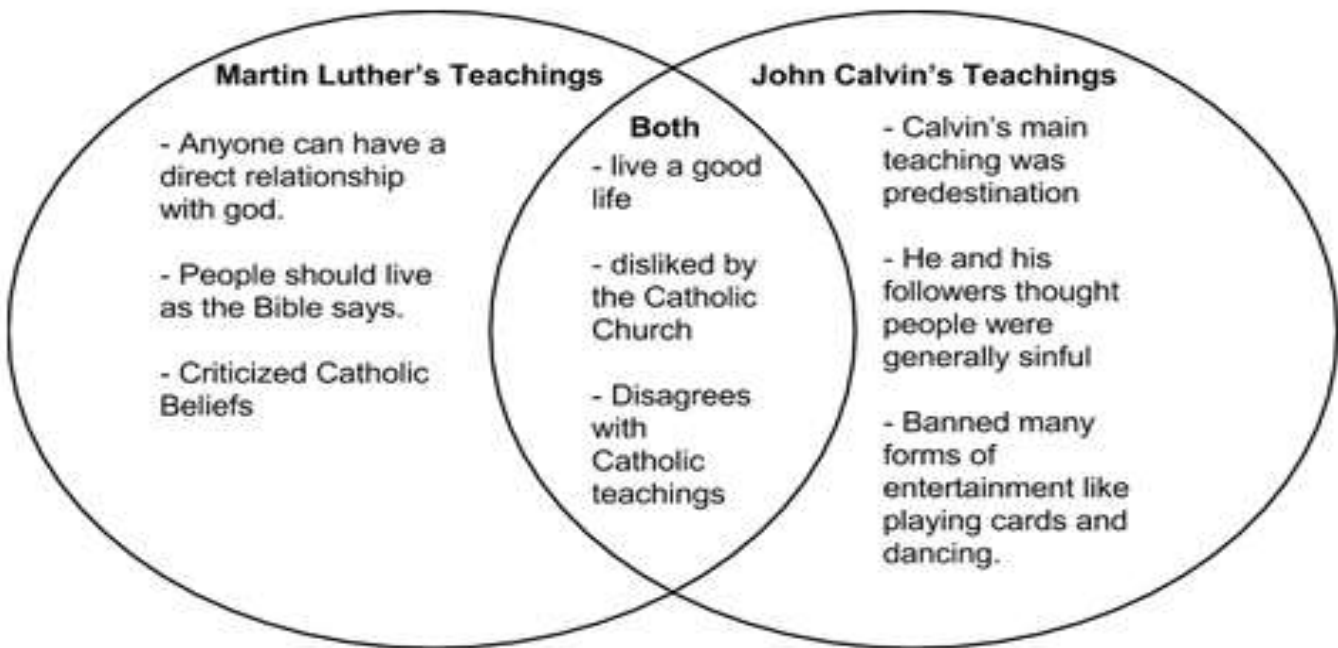 Martin Luther's Teachings
- Anyone can have a
direct relationship
with god.
- People should live
as the Bible says.
- Criticized Catholic
Beliefs
Both
- live a good
life
- disliked by
the Catholic
Church
- Disagrees
with
Catholic
teachings
John Calvin's Teachings
- Calvin's main
teaching was
predestination
- He and his
followers thought
people were
generally sinful
- Banned many
forms of
entertainment like
playing cards and
dancing.